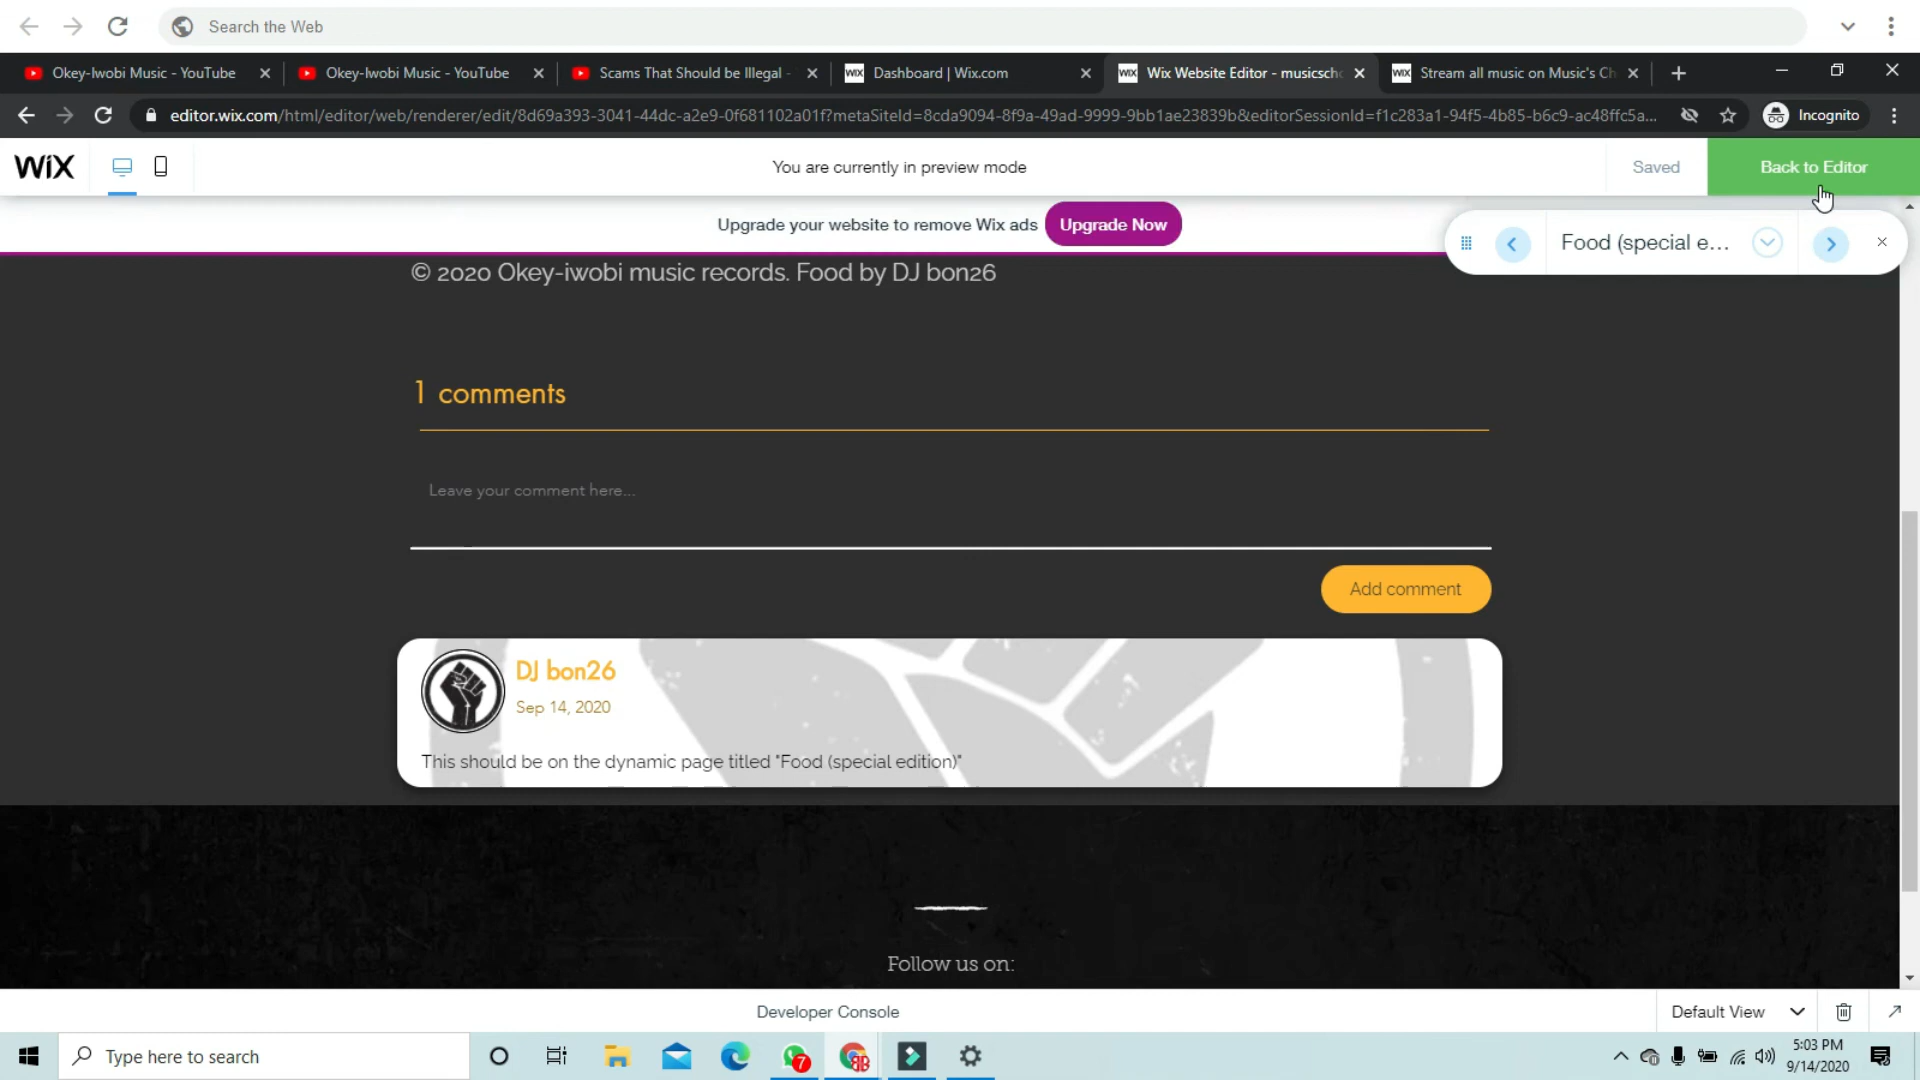 Search the Web
Okey-Iwobi Music - YouTube
Okey-Iwobi Music - YouTube
Scams That Should be Illegal -
WiX Dashboard | Wix.com
WiX Wix Website Editor - musicsch
WiX Stream all music on Music's Ch
editor.wix.com/html/editor/web/renderer/edit/8d69a393-3041-44dc-a2e9-0f681102a01f?metaSiteId=8cda9094-8f9a-49ad-9999-9bb1ae23839b&editorSessionId=f1c283a1-94f5-4b85-b6c9-ac48ffc5a...
Incognito
WiX
You are currently in preview mode
Saved
Back to Editor
Upgrade your website to remove Wix ads
Upgrade Now
Food (special e...
© 2020 Okey-iwobi music records. Food by DJ bon26
1 comments
Leave your comment here...
Add comment
DJ bon26
Sep 14, 2020
This should be on the dynamic page titled "Food (special edition)"
Follow us on:
Developer Console
Default View
Type here to search
7
5:03 PM
9/14/2020